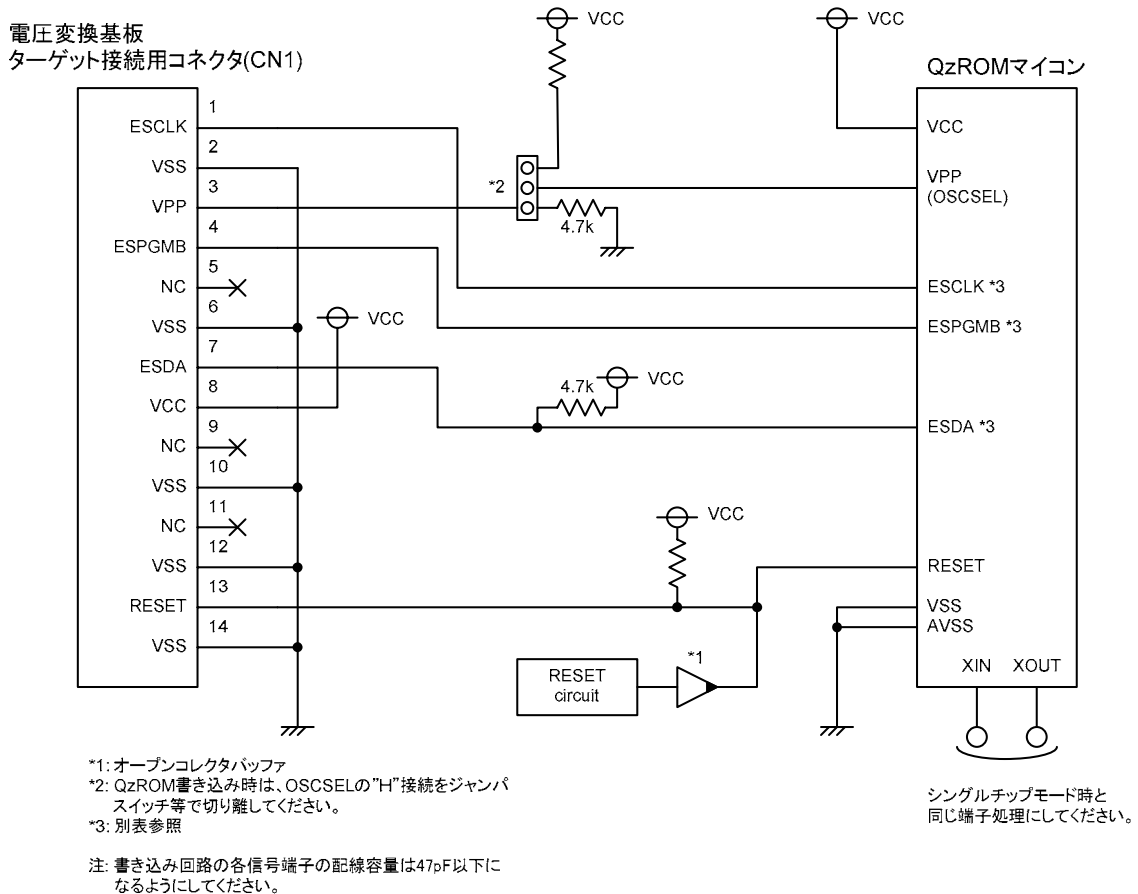 電圧変換基板
ターゲット接続用コネクタ(CN1)
VCC
VCC
QzROMマイコン
1
ESCLK
2
VSS
3
VPP
4
ESPGMB
5
NC
6
VSS
7
ESDA
8
VCC
9
NC
10
VSS
11
NC
12
VSS
13
RESET
14
VSS
*2
4.7k
VCC
4.7k
VCC
VCC
RESET
circuit
*1
VCC
VPP
(OSCSEL)
ESCLK *3
ESPGMB *3
ESDA *3
RESET
VSS
AVSS
XIN XOUT
*1: オープンコレクタバッファ
*2: QzROM書き込み時は、OSCSELの”H”接続をジャンパ
スイッチ等で切り離してください。
*3: 別表参照
注: 書き込み回路の各信号端子の配線容量は47pF以下に
なるようにしてください。
シングルチップモード時と
同じ端子処理にしてください。